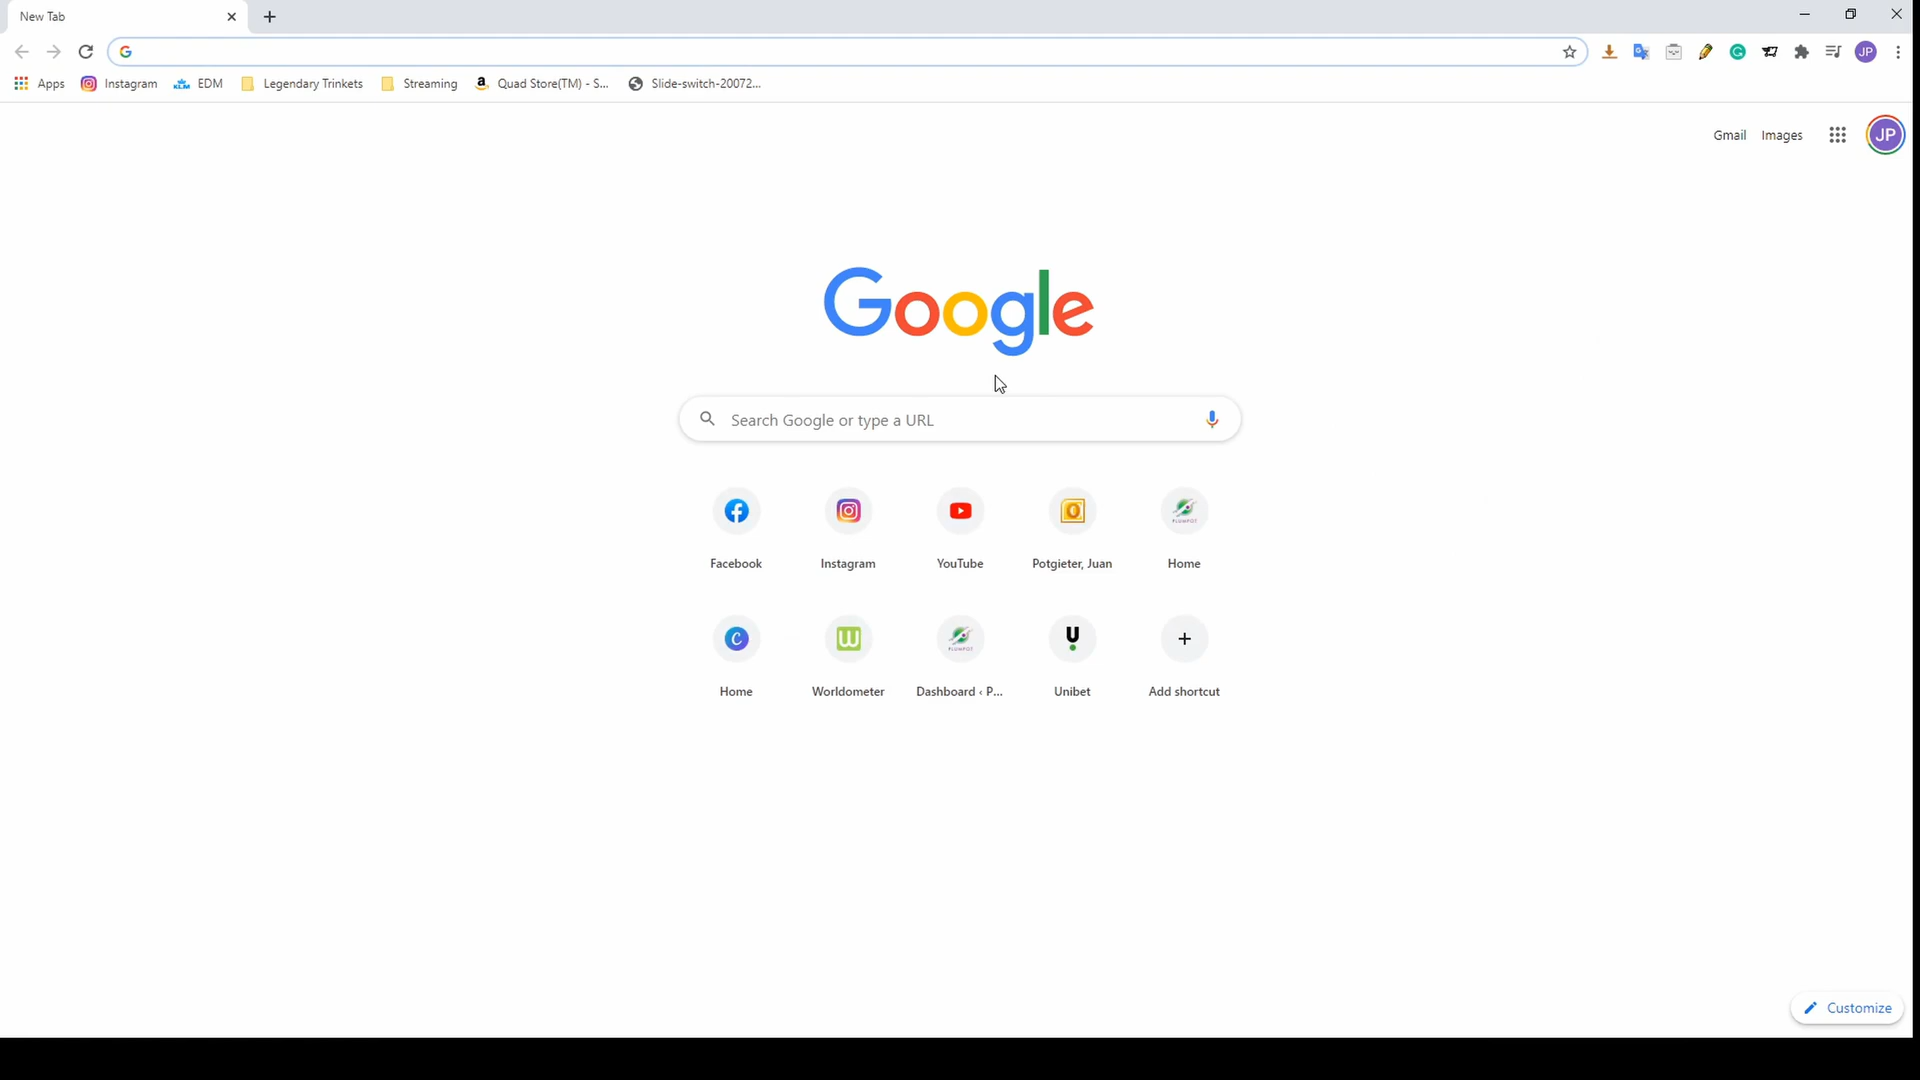 New Tab
Apps Instagram EDM Legendary Trinkets Streaming Quad Store(TM) - S... Slide-switch-20072...
JP
Gmail Images JP
Google
Search Google or type a URL
Facebook Instagram YouTube Potgieter, Juan Home
Home Worldometer Dashboard ‹ P... Unibet Add shortcut
Customize